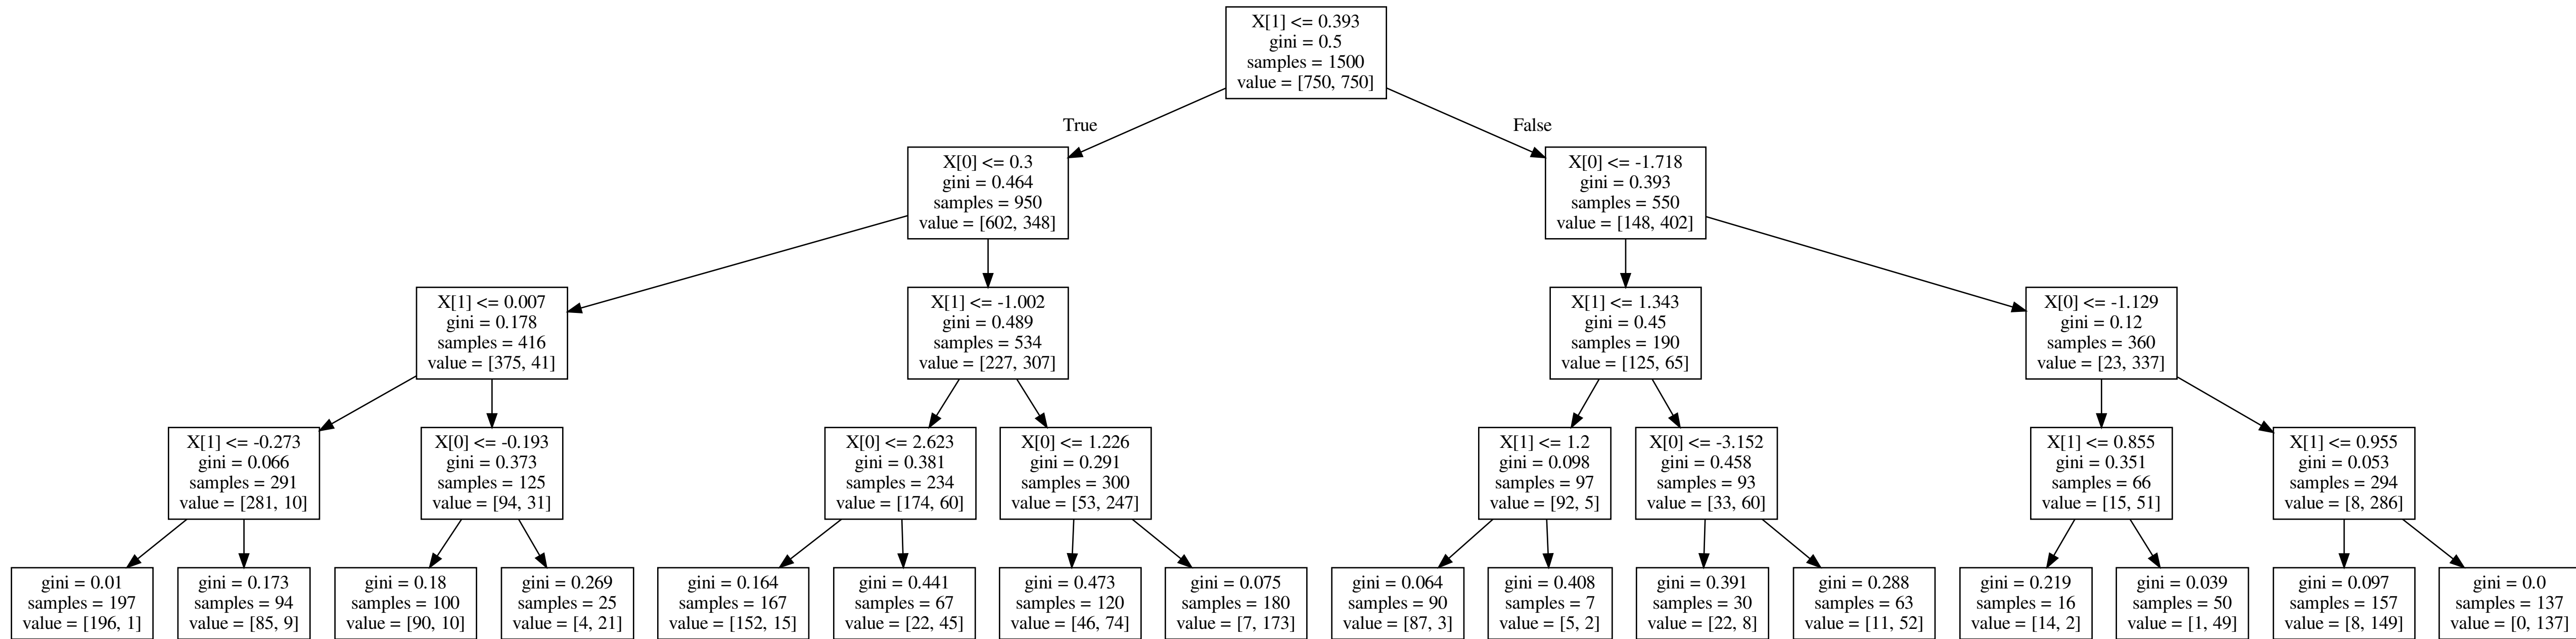 X[1] <= 0.393
gini = 0.5
samples = 1500
value = [750, 750]
True
False
X[0] <= 0.3
gini = 0.464
samples = 950
value = [602, 348]
X[0] <= -1.718
gini = 0.393
samples = 550
value = [148, 402]
X[1] <= 0.007
gini = 0.178
samples = 416
value = [375, 41]
X[1] <= -1.002
gini = 0.489
samples = 534
value = [227, 307]
X[1] <= 1.343
gini = 0.45
samples = 190
value = [125, 65]
X[0] <= -1.129
gini = 0.12
samples = 360
value = [23, 337]
X[1] <= -0.273
gini = 0.066
samples = 291
value = [281, 10]
X[0] <= -0.193
gini = 0.373
samples = 125
value = [94, 31]
X[0] <= 2.623
gini = 0.381
samples = 234
value = [174, 60]
X[0] <= 1.226
gini = 0.291
samples = 300
value = [53, 247]
X[1] <= 1.2
gini = 0.098
samples = 97
value = [92, 5]
X[0] <= -3.152
gini = 0.458
samples = 93
value = [33, 60]
X[1] <= 0.855
gini = 0.351
samples = 66
value = [15, 51]
X[1] <= 0.955
gini = 0.053
samples = 294
value = [8, 286]
gini = 0.01
samples = 197
value = [196, 1]
gini = 0.173
samples = 94
value = [85, 9]
gini = 0.18
samples = 100
value = [90, 10]
gini = 0.269
samples = 25
value = [4, 21]
gini = 0.164
samples = 167
value = [152, 15]
gini = 0.441
samples = 67
value = [22, 45]
gini = 0.473
samples = 120
value = [46, 74]
gini = 0.075
samples = 180
value = [7, 173]
gini = 0.064
samples = 90
value = [87, 3]
gini = 0.408
samples = 7
value = [5, 2]
gini = 0.391
samples = 30
value = [22, 8]
gini = 0.288
samples = 63
value = [11, 52]
gini = 0.219
samples = 16
value = [14, 2]
gini = 0.039
samples = 50
value = [1, 49]
gini = 0.097
samples = 157
value = [8, 149]
gini = 0.0
samples = 137
value = [0, 137]